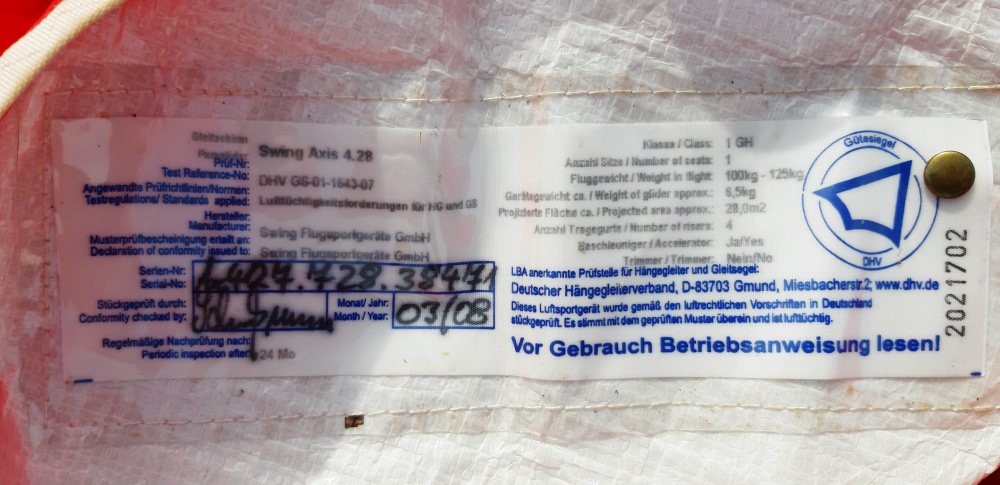 Gleitschirm
Swing Axis 4.28
Prüf-Nr:
Test Reference-No: DHV GS-01-1643-07
Angewandte Prüfrichtlinien/Normen:
Testregulations/ Standards applied: Lufttüchtigkeitsforderungen für HG und GS
Hersteller:
Manufacturer: Swing Flugsportgeräte GmbH
Musterprüfbescheinigung erteilt an:
Declaration of conformity issued to: Swing Flugsportgeräte GmbH
Serien-Nr:
Serial-No:
Stückgeprüft durch:
Conformity checked by:
Monat/ Jahr:
Month / Year: 03/08
Regelmäßige Nachprüfung nach:
Periodic inspection after: 24 Mo
Klasse / Class: 1 GH
Anzahl Sitze / Number of seats: 1
Fluggewicht / Weight in flight: 100kg - 125kg
Gerätegewicht ca. / Weight of glider approx.: 6,5kg
Projizierte Fläche ca. / Projected area approx.: 28,0m2
Anzahl Tragegurte / Number of risers: 4
Beschleuniger / Accelerator: Ja/Yes
Trimmer / Trimmer: Nein/No
LBA anerkannte Prüfstelle für Hängegleiter und Gleitsegel:
Deutscher Hängegleiterverband, D-83703 Gmund, Miesbacherstr.2; www.dhv.de
Dieses Luftsportgerät wurde gemäß den luftrechtlichen Vorschriften in Deutschland
stückgeprüft. Es stimmt mit dem geprüften Muster überein und ist lufttüchtig.
Vor Gebrauch Betriebsanweisung lesen!
Gütesiegel
DHV
2021702